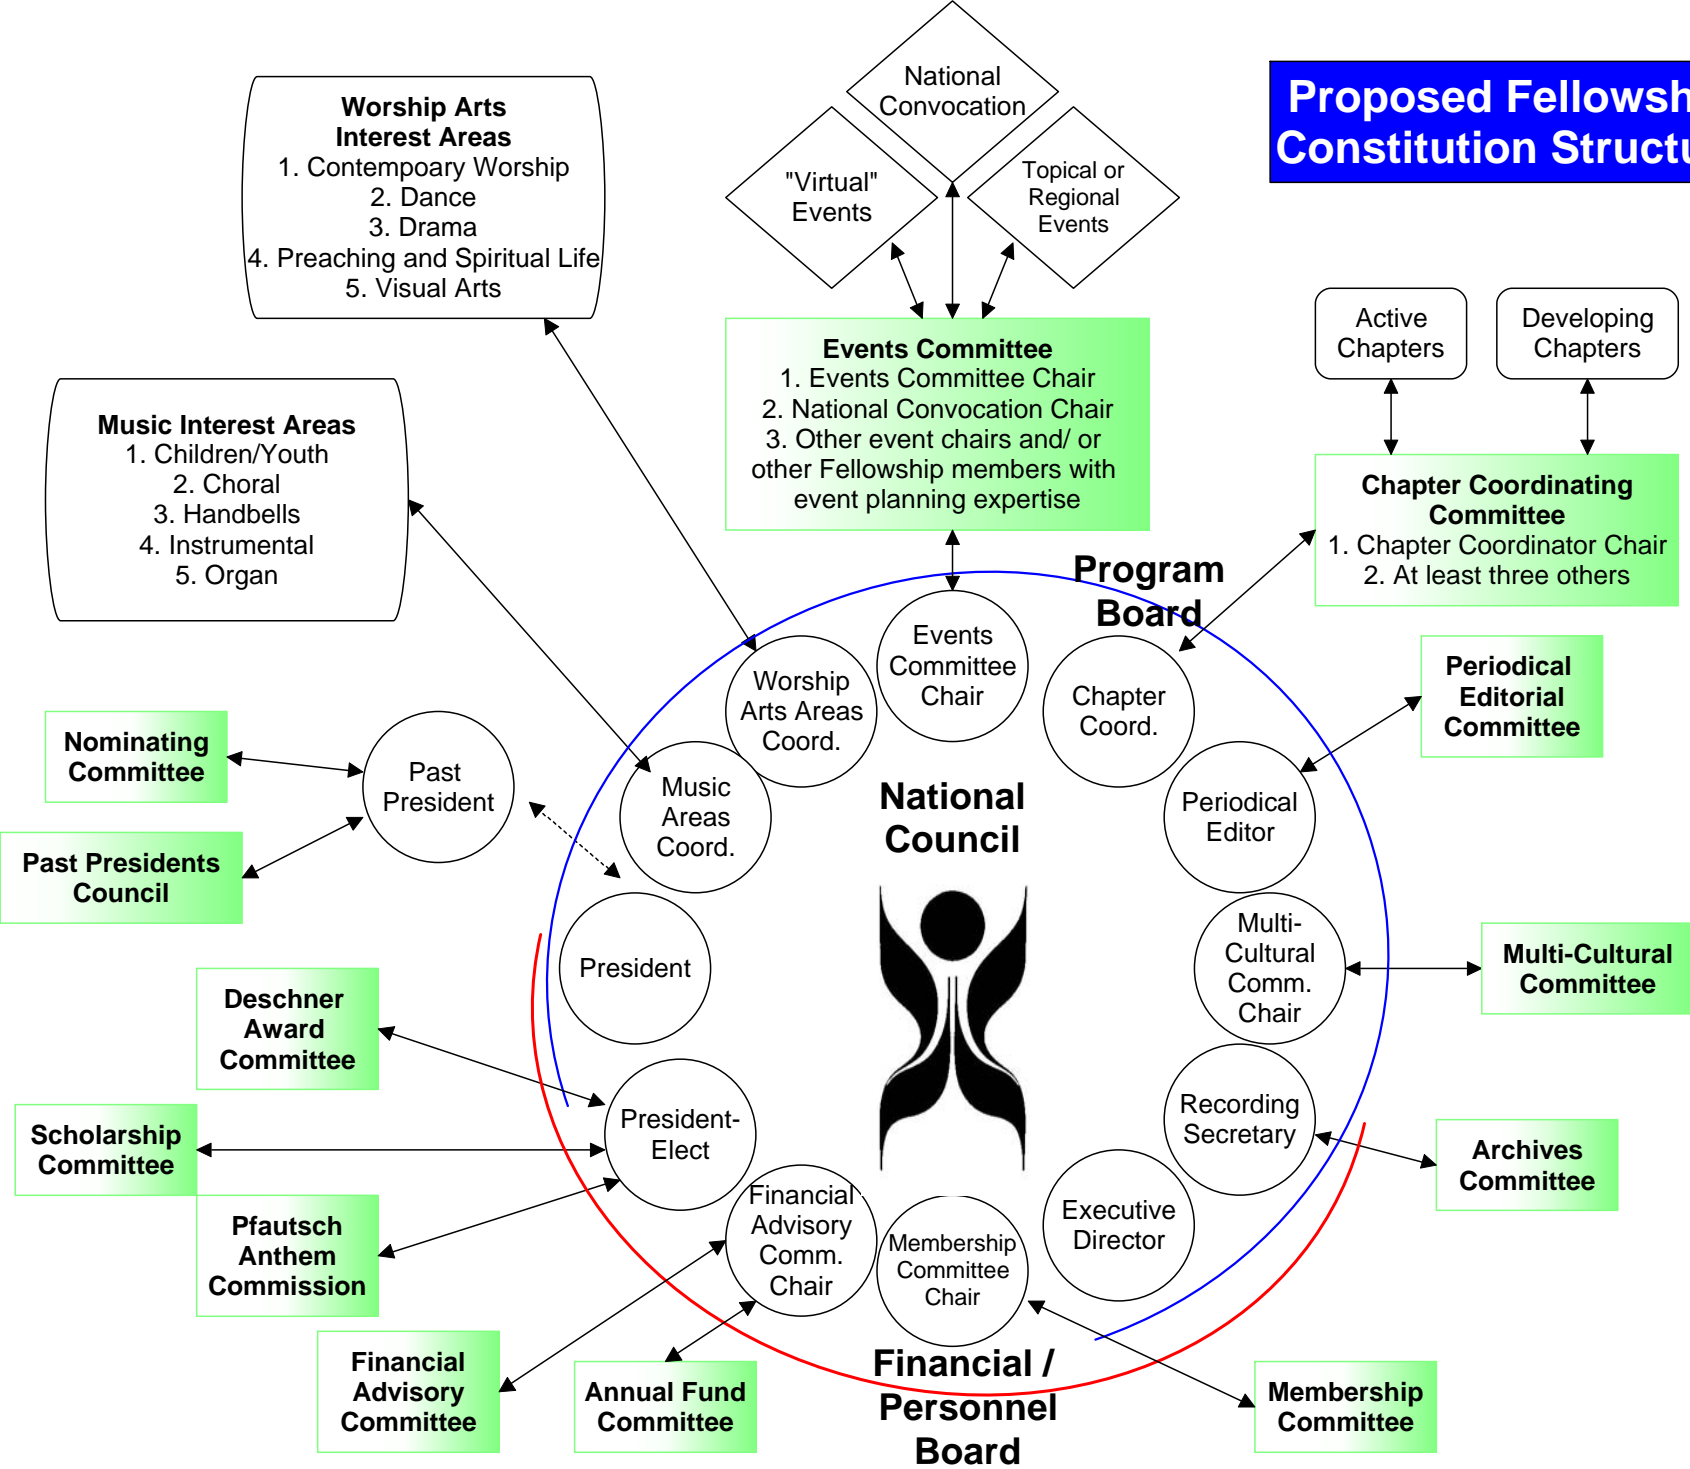 Proposed Fellowsh
Constitution Structu
National
Convocation
"Virtual"
Events
Topical or
Regional
Events
Worship Arts
Interest Areas
1. Contempoary Worship
2. Dance
3. Drama
4. Preaching and Spiritual Life
5. Visual Arts
Active
Chapters
Developing
Chapters
Events Committee
1. Events Committee Chair
2. National Convocation Chair
3. Other event chairs and/ or
other Fellowship members with
event planning expertise
Music Interest Areas
1. Children/Youth
2. Choral
3. Handbells
4. Instrumental
5. Organ
Chapter Coordinating
Committee
1. Chapter Coordinator Chair
2. At least three others
Program
Board
Events
Committee
Chair
Worship
Arts Areas
Coord.
Chapter
Coord.
Periodical
Editorial
Committee
Nominating
Committee
Past
President
Music
Areas
Coord.
National
Council
Periodical
Editor
Past Presidents
Council
President
Multi-
Cultural
Comm.
Chair
Multi-Cultural
Committee
Deschner
Award
Committee
Scholarship
Committee
President-
Elect
Recording
Secretary
Archives
Committee
Pfautsch
Anthem
Commission
Financial
Advisory
Comm.
Chair
Membership
Committee
Chair
Executive
Director
Financial
Advisory
Committee
Annual Fund
Committee
Financial /
Personnel
Board
Membership
Committee